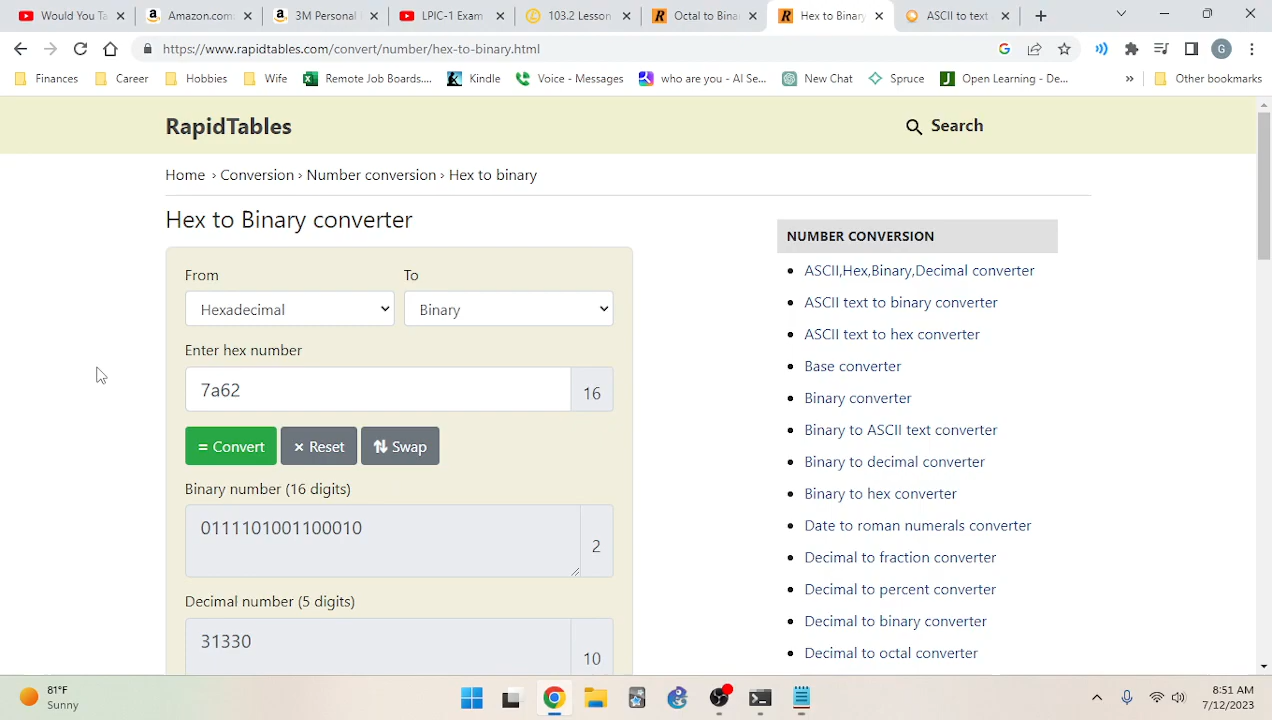 Would You Ta
Amazon.com:
3M Personal
LPIC-1 Exam
103.2 Lesson
Octal to Binar
Hex to Binary
ASCII to text
https://www.rapidtables.com/convert/number/hex-to-binary.html
G
Finances
Career
Hobbies
Wife
Remote Job Boards....
Kindle
Voice - Messages
who are you - AI Se...
New Chat
Spruce
Open Learning - De...
»
Other bookmarks
RapidTables
Search
Home › Conversion › Number conversion › Hex to binary
Hex to Binary converter
From To
Hexadecimal Binary
Enter hex number
7a62 16
= Convert × Reset Swap
Binary number (16 digits)
0111101001100010 2
Decimal number (5 digits)
31330 10
NUMBER CONVERSION
ASCII,Hex,Binary,Decimal converter
ASCII text to binary converter
ASCII text to hex converter
Base converter
Binary converter
Binary to ASCII text converter
Binary to decimal converter
Binary to hex converter
Date to roman numerals converter
Decimal to fraction converter
Decimal to percent converter
Decimal to binary converter
Decimal to octal converter
81°F
Sunny
8:51 AM
7/12/2023